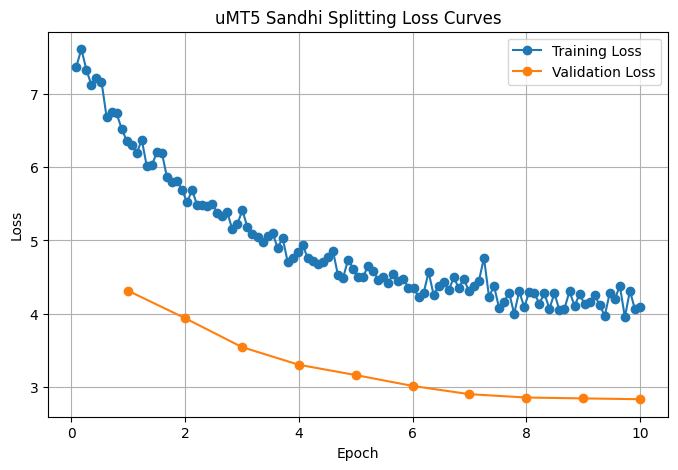 uMT5 Sandhi Splitting Loss Curves
Training Loss
Validation Loss
7
6
5
4
3
Loss
0 2 4 6 8 10
Epoch